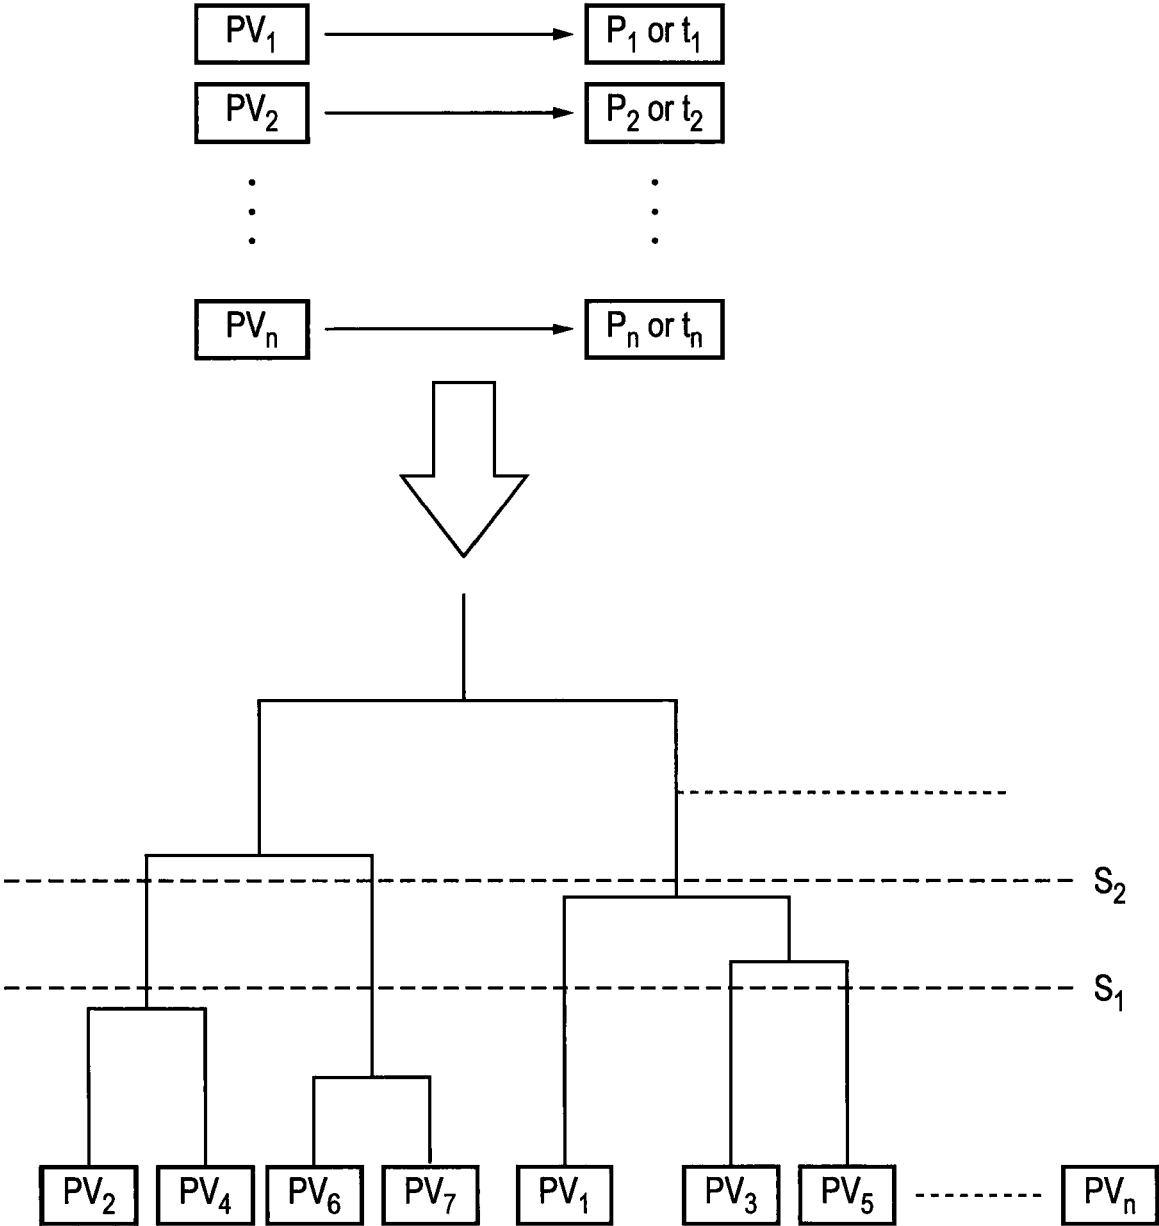 PV₁ P₁ or t₁
PV₂ P₂ or t₂
PVₙ Pₙ or tₙ
S₂
S₁
PV₂ PV₄ PV₆ PV₇ PV₁ PV₃ PV₅ PVₙ